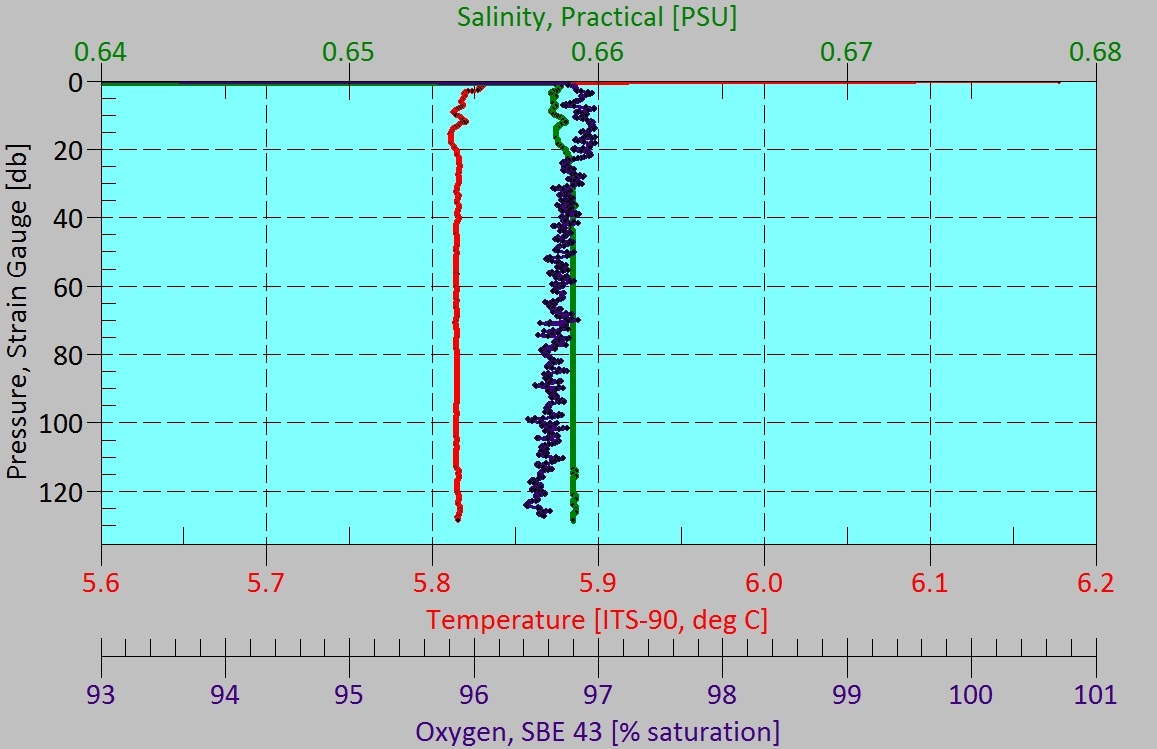 Salinity, Practical [PSU]
0.64 0.65 0.66 0.67 0.68
Pressure, Strain Gauge [db]
0
20
40
60
80
100
120
5.6 5.7 5.8 5.9 6.0 6.1 6.2
Temperature [ITS-90, deg C]
93 94 95 96 97 98 99 100 101
Oxygen, SBE 43 [% saturation]